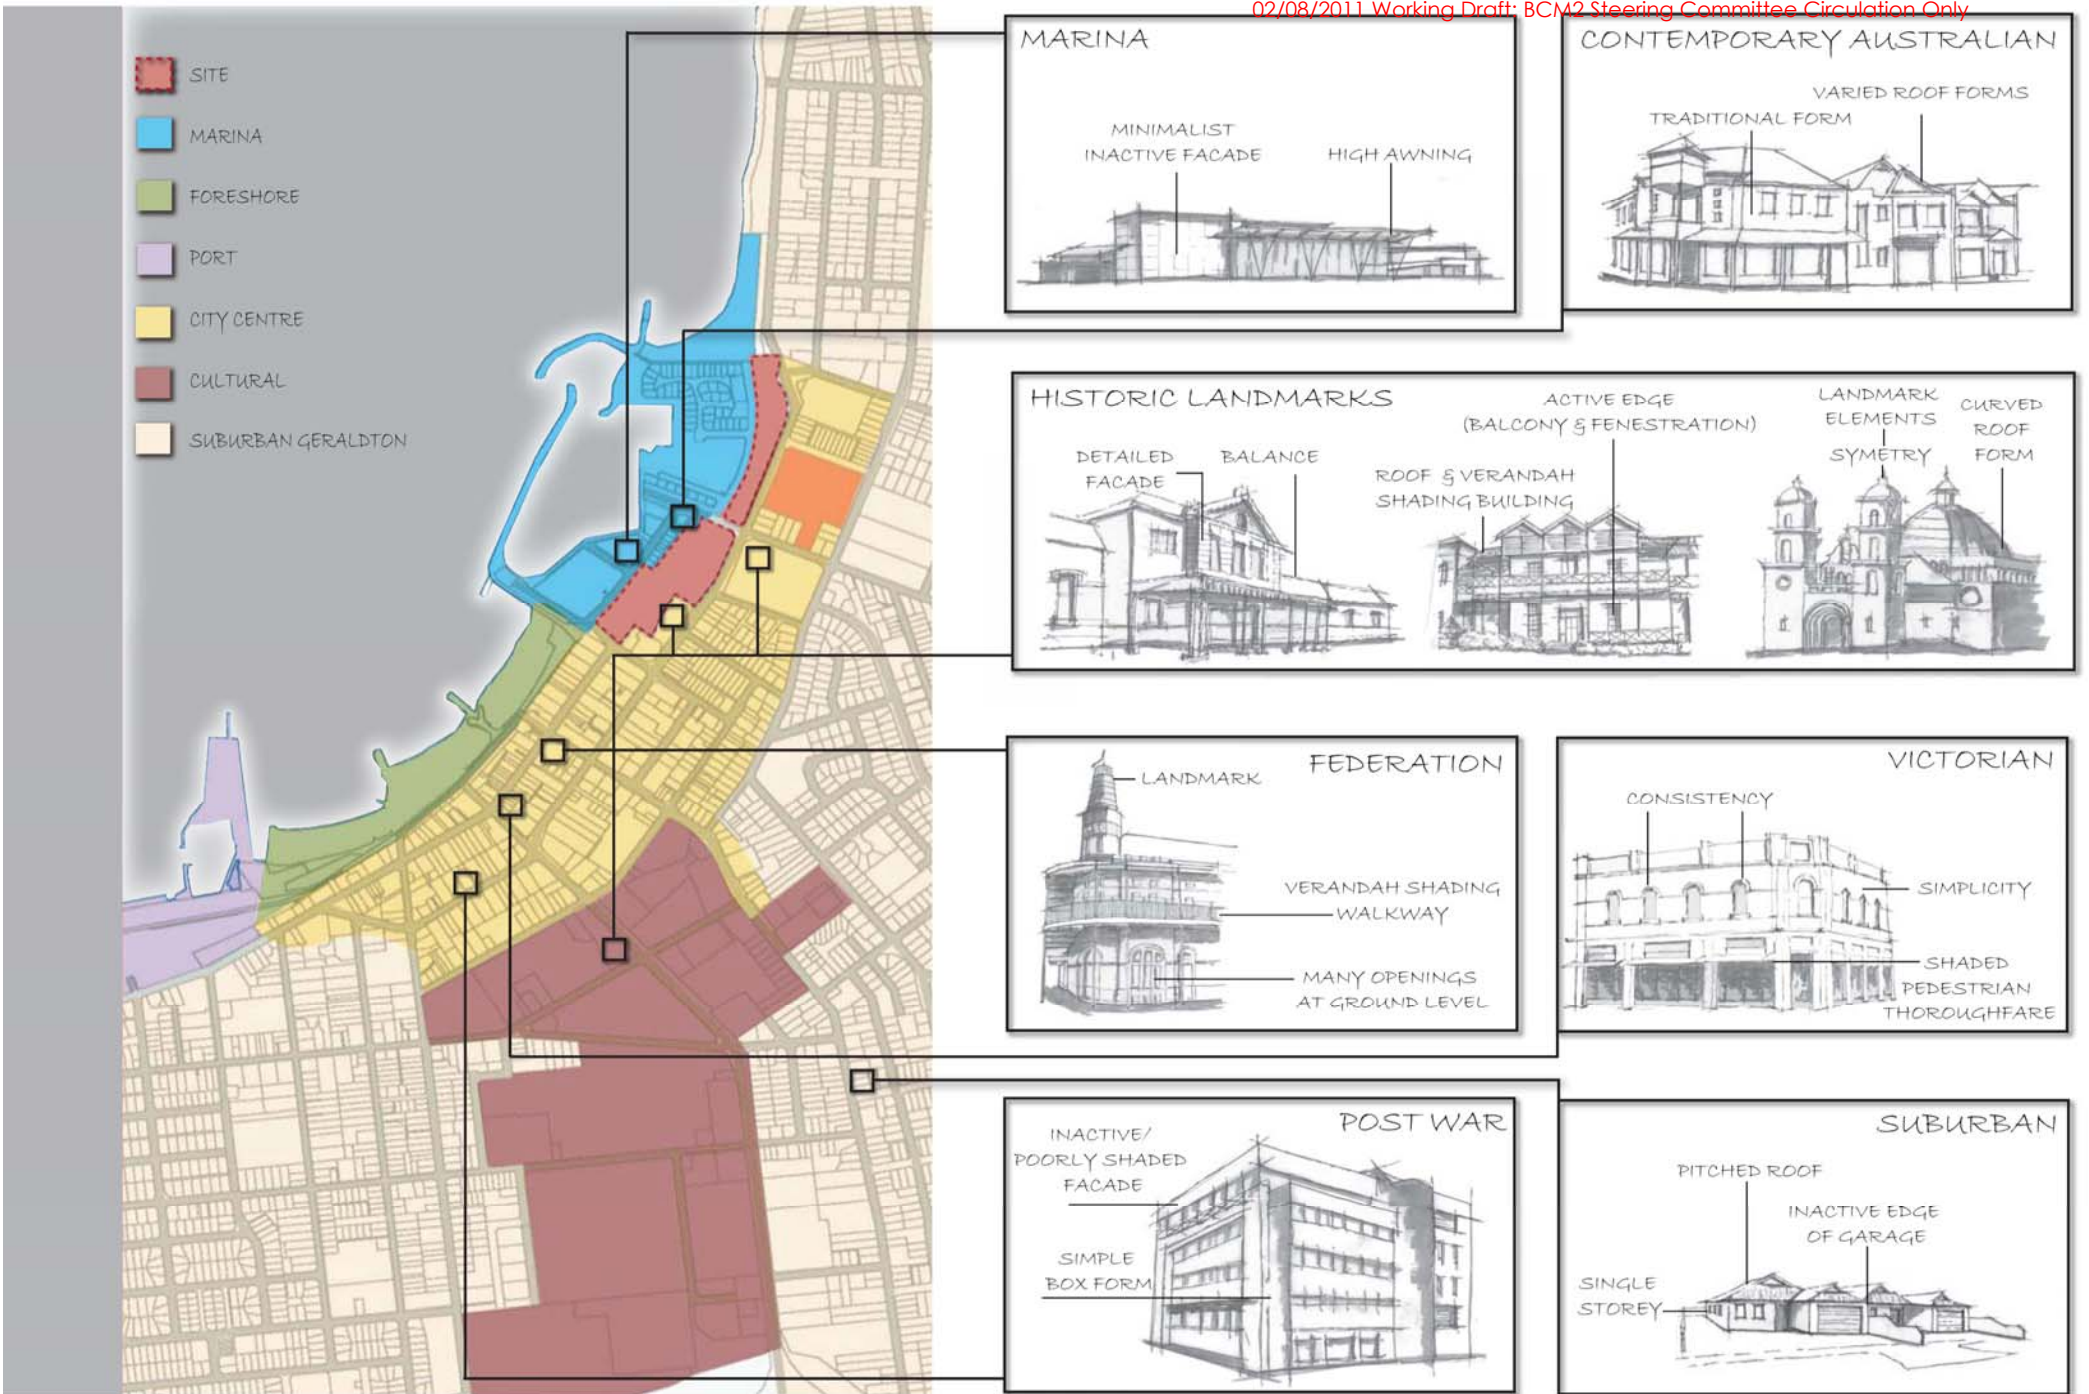 02/08/2011 Working Draft: BCM2 Steering Committee Circulation Only
SITE
MARINA
FORESHORE
PORT
CITY CENTRE
CULTURAL
SUBURBAN GERALDTON
MARINA
MINIMALIST
INACTIVE FACADE
HIGH AWNING
CONTEMPORARY AUSTRALIAN
VARIED ROOF FORMS
TRADITIONAL FORM
HISTORIC LANDMARKS
DETAILED
FACADE
BALANCE
ACTIVE EDGE
(BALCONY & FENESTRATION)
ROOF & VERANDAH
SHADING BUILDING
LANDMARK
ELEMENTS
SYMETRY
CURVED
ROOF
FORM
FEDERATION
LANDMARK
VERANDAH SHADING
WALKWAY
MANY OPENINGS
AT GROUND LEVEL
VICTORIAN
CONSISTENCY
SIMPLICITY
SHADED
PEDESTRIAN
THOROUGHFARE
POST WAR
INACTIVE/
POORLY SHADED
FACADE
SIMPLE
BOX FORM
SUBURBAN
PITCHED ROOF
INACTIVE EDGE
OF GARAGE
SINGLE
STOREY